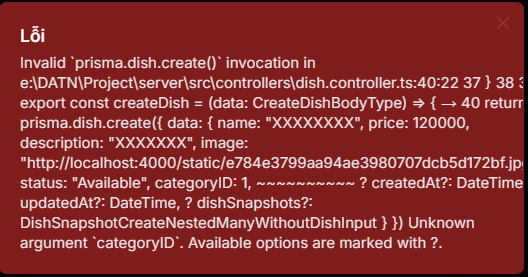 Lỗi
Invalid `prisma.dish.create()` invocation in
e:\DATN\Project\server\src\controllers\dish.controller.ts:40:22 37 } 38
export const createDish = (data: CreateDishBodyType) => { → 40 return
prisma.dish.create({ data: { name: "XXXXXXXX", price: 120000,
description: "XXXXXXX", image:
"http://localhost:4000/static/e784e3799aa94ae3980707dcb5d172bf.jpg
status: "Available", categoryID: 1, ~~~~~~~~~~ ? createdAt?: DateTime
updatedAt?: DateTime, ? dishSnapshots?:
DishSnapshotCreateNestedManyWithoutDishInput } }) Unknown
argument `categoryID`. Available options are marked with ?.